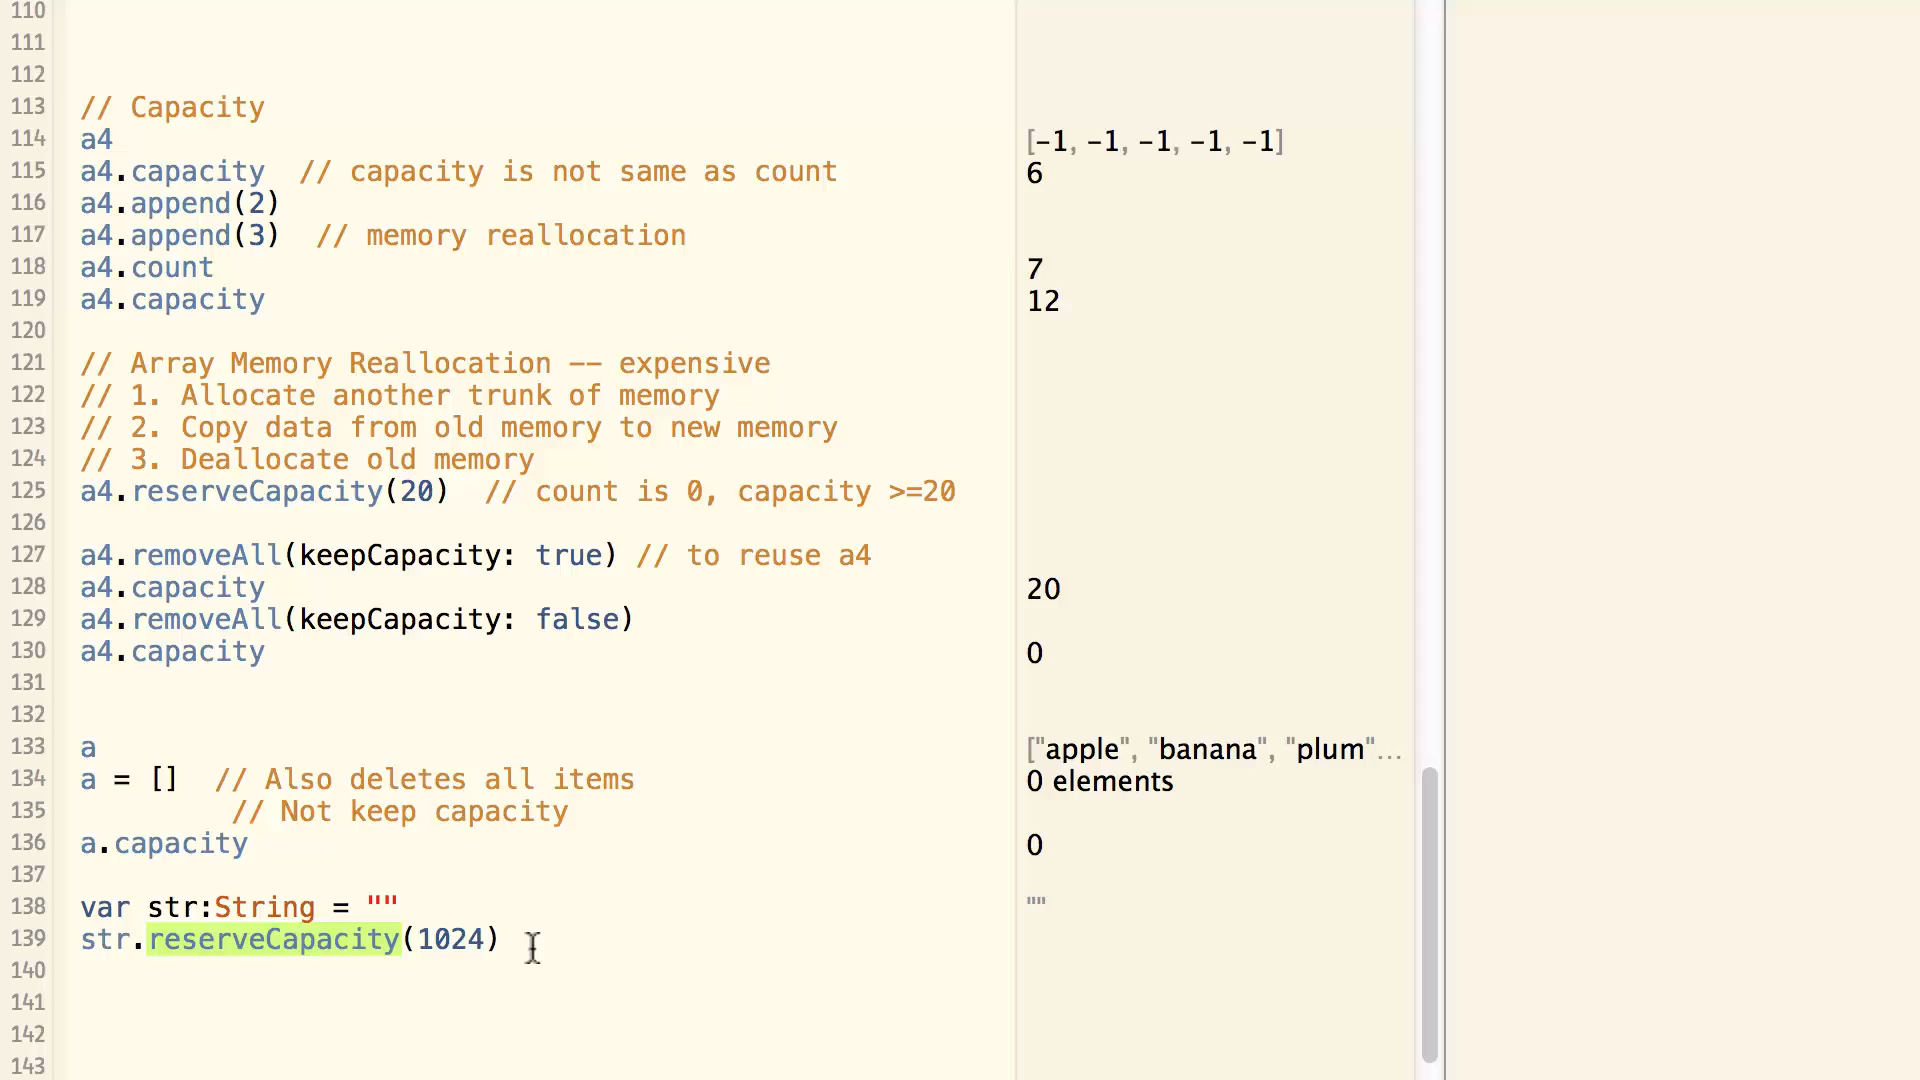 110
111
112
113 // Capacity
114 a4 [-1, -1, -1, -1, -1]
115 a4.capacity // capacity is not same as count 6
116 a4.append(2)
117 a4.append(3) // memory reallocation
118 a4.count 7
119 a4.capacity 12
120
121 // Array Memory Reallocation -- expensive
122 // 1. Allocate another trunk of memory
123 // 2. Copy data from old memory to new memory
124 // 3. Deallocate old memory
125 a4.reserveCapacity(20) // count is 0, capacity >=20
126
127 a4.removeAll(keepCapacity: true) // to reuse a4
128 a4.capacity 20
129 a4.removeAll(keepCapacity: false)
130 a4.capacity 0
131
132
133 a ["apple", "banana", "plum"...
134 a = [] // Also deletes all items 0 elements
135 // Not keep capacity
136 a.capacity 0
137
138 var str:String = "" ""
139 str.reserveCapacity(1024)
140
141
142
143